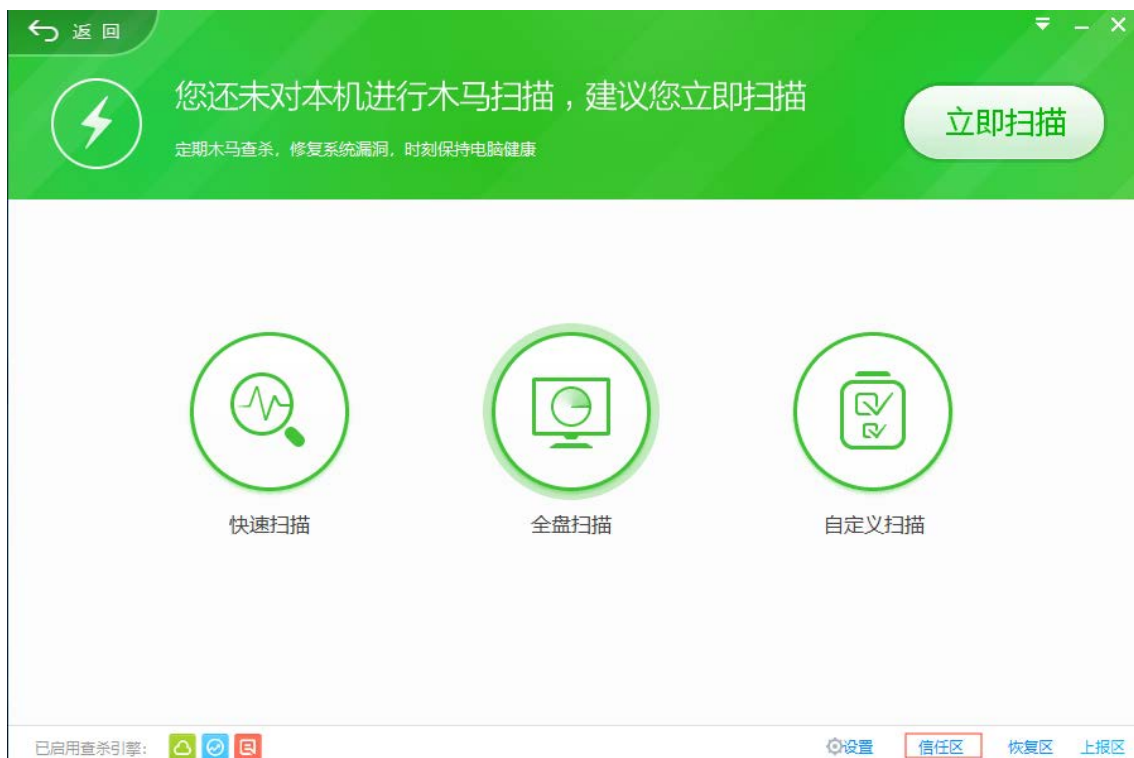 返 回
您还未对本机进行木马扫描，建议您立即扫描
立即扫描
定期木马查杀，修复系统漏洞，时刻保持电脑健康
快速扫描
全盘扫描
自定义扫描
已启用查杀引擎:
设置
信任区
恢复区
上报区